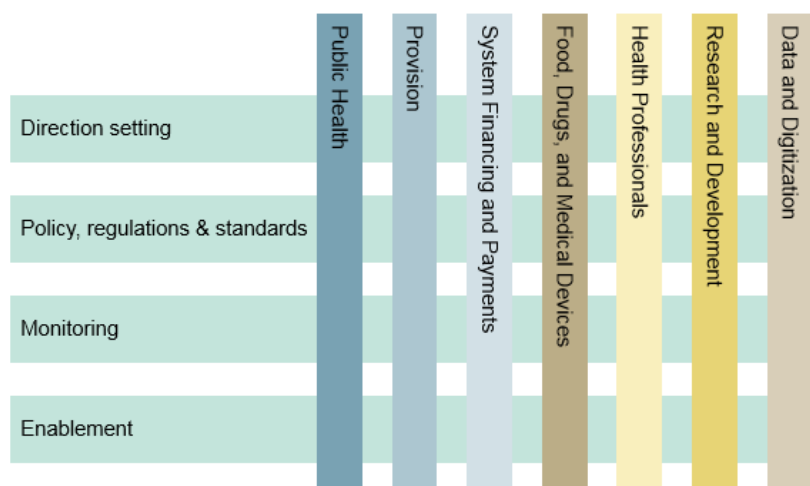 Public Health
Provision
System Financing and Payments
Food, Drugs, and Medical Devices
Health Professionals
Research and Development
Data and Digitization
Direction setting
Policy, regulations & standards
Monitoring
Enablement